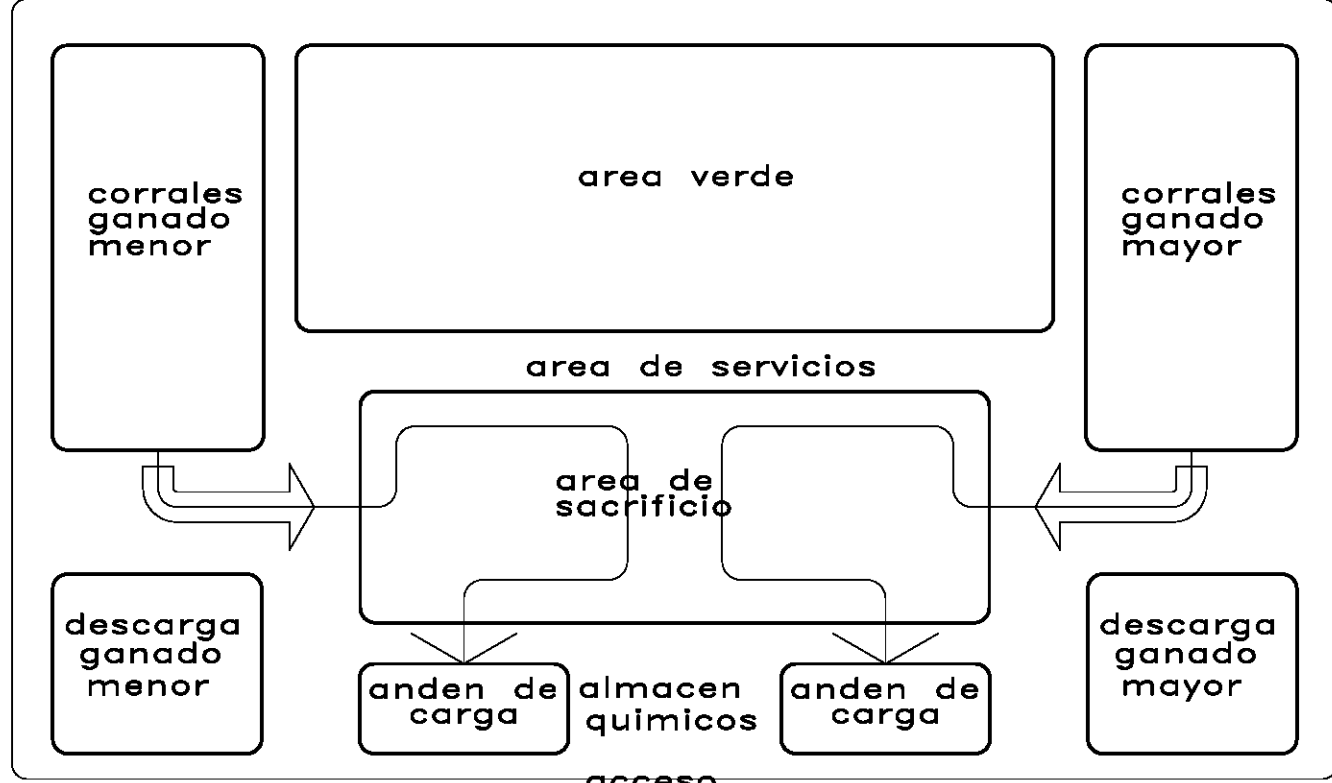 area verde
corrales
ganado
menor
corrales
ganado
mayor
area de servicios
area de
sacrificio
descarga
ganado
menor
descarga
ganado
mayor
anden de
carga
almacen
quimicos
anden de
carga
acceso